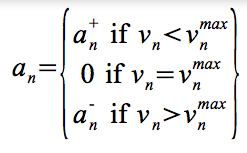 a_n = { a_n^+ if v_n < v_n^max
0 if v_n = v_n^max
a_n^- if v_n > v_n^max